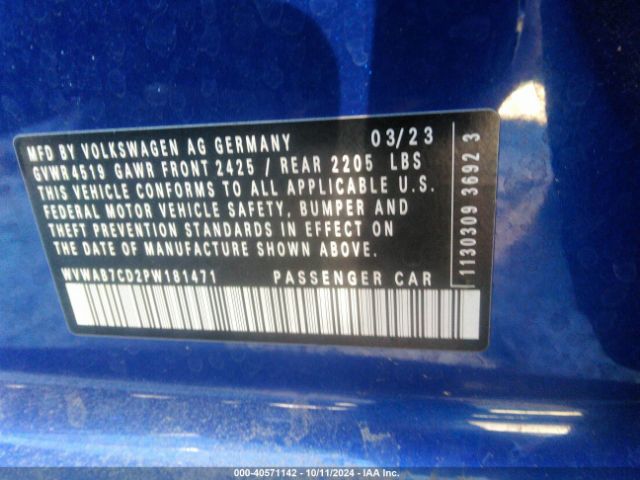 MFD BY VOLKSWAGEN AG GERMANY 03/23
GVWR4519 GAWR FRONT 2425 / REAR 2205 LBS
THIS VEHICLE CONFORMS TO ALL APPLICABLE U.S.
FEDERAL MOTOR VEHICLE SAFETY, BUMPER AND
THEFT PREVENTION STANDARDS IN EFFECT ON
THE DATE OF MANUFACTURE SHOWN ABOVE.
WVWAB7CD2PW181471 PASSENGER CAR
1130309 3692 3
000-40571142 - 10/11/2024 - IAA Inc.